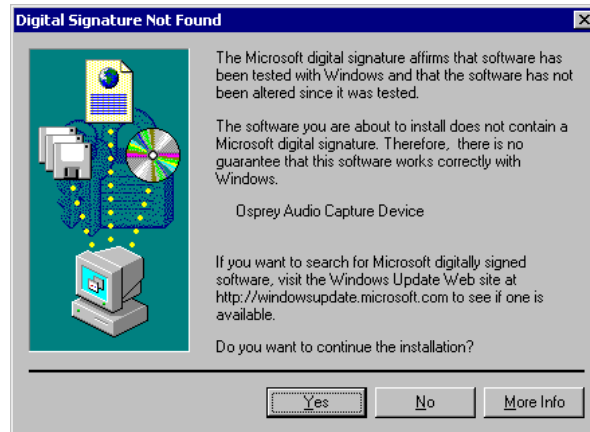 Digital Signature Not Found
The Microsoft digital signature affirms that software has
been tested with Windows and that the software has not
been altered since it was tested.
The software you are about to install does not contain a
Microsoft digital signature. Therefore, there is no
guarantee that this software works correctly with
Windows.
Osprey Audio Capture Device
If you want to search for Microsoft digitally signed
software, visit the Windows Update Web site at
http://windowsupdate.microsoft.com to see if one is
available.
Do you want to continue the installation?
Yes No More Info